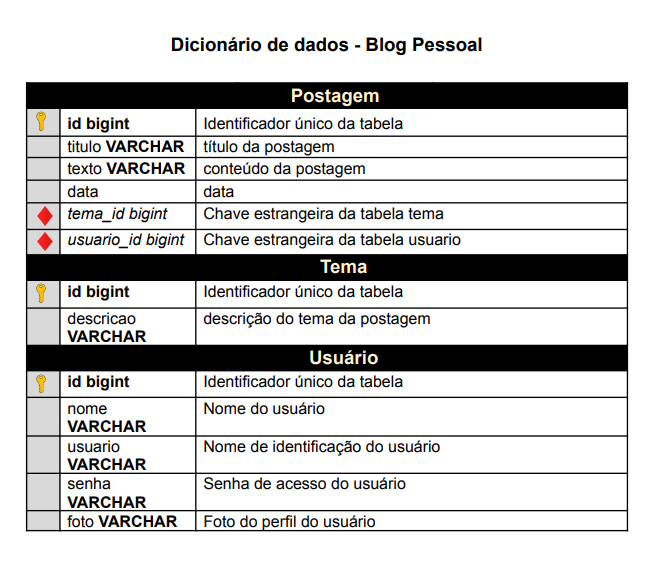 Dicionário de dados - Blog Pessoal
Postagem
id bigint Identificador único da tabela
titulo VARCHAR título da postagem
texto VARCHAR conteúdo da postagem
data data
tema_id bigint Chave estrangeira da tabela tema
usuario_id bigint Chave estrangeira da tabela usuario
Tema
id bigint Identificador único da tabela
descricao descrição do tema da postagem
VARCHAR
Usuário
id bigint Identificador único da tabela
nome Nome do usuário
VARCHAR
usuario Nome de identificação do usuário
VARCHAR
senha Senha de acesso do usuário
VARCHAR
foto VARCHAR Foto do perfil do usuário